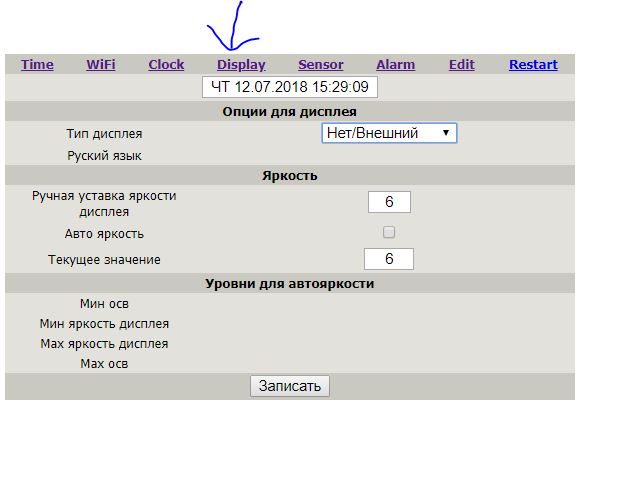 Time WiFi Clock Display Sensor Alarm Edit Restart
ЧТ 12.07.2018 15:29:09
Опции для дисплея
Тип дисплея Нет/Внешний
Руский язык
Яркость
Ручная уставка яркости
дисплея 6
Авто яркость
Текущее значение 6
Уровни для автояркости
Мин осв
Мин яркость дисплея
Мах яркость дисплея
Мах осв
Записать